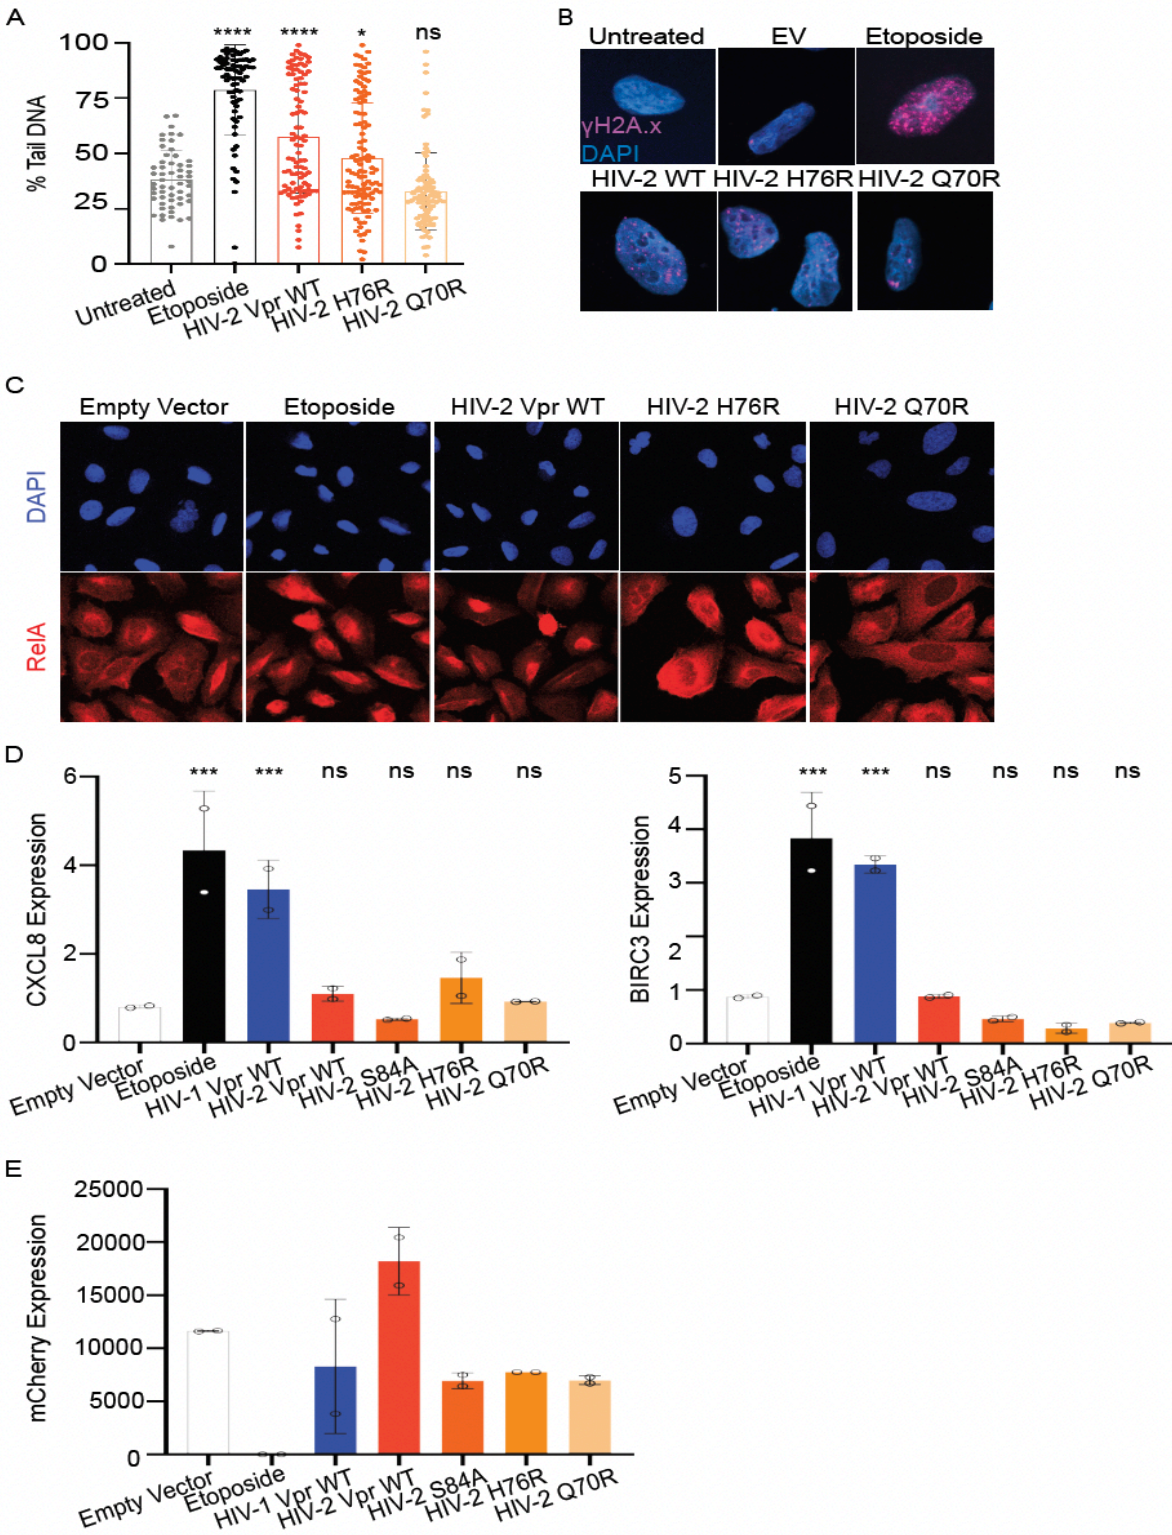 A
% Tail DNA
100
75
50
25
0
**** **** * ns
Untreated
Etoposide
HIV-2 Vpr WT
HIV-2 H76R
HIV-2 Q70R
B
Untreated EV Etoposide
γH2A.x
DAPI
HIV-2 WT HIV-2 H76R HIV-2 Q70R
C
Empty Vector Etoposide HIV-2 Vpr WT HIV-2 H76R HIV-2 Q70R
DAPI
RelA
D
CXCL8 Expression
6
4
2
0
*** *** ns ns ns ns
Empty Vector
Etoposide
HIV-1 Vpr WT
HIV-2 Vpr WT
HIV-2 S84A
HIV-2 H76R
HIV-2 Q70R
BIRC3 Expression
5
4
3
2
1
0
*** *** ns ns ns ns
Empty Vector
Etoposide
HIV-1 Vpr WT
HIV-2 Vpr WT
HIV-2 S84A
HIV-2 H76R
HIV-2 Q70R
E
mCherry Expression
25000
20000
15000
10000
5000
0
Empty Vector
Etoposide
HIV-1 Vpr WT
HIV-2 Vpr WT
HIV-2 S84A
HIV-2 H76R
HIV-2 Q70R